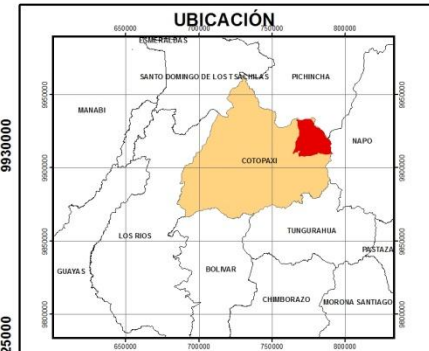 UBICACIÓN
650000 700000 750000 800000
ESMERALDAS
SANTO DOMINGO DE LOS TSACHILAS
PICHINCHA
9950000 9950000
MANABI
9930000
NAPO
COTOPAXI
9900000 9900000
LOS RIOS
TUNGURAHUA
PASTAZA
9850000 9850000
GUAYAS
BOLIVAR
CHIMBORAZO
MORONA SANTIAGO
9800000 9800000
25000
650000 700000 750000 800000